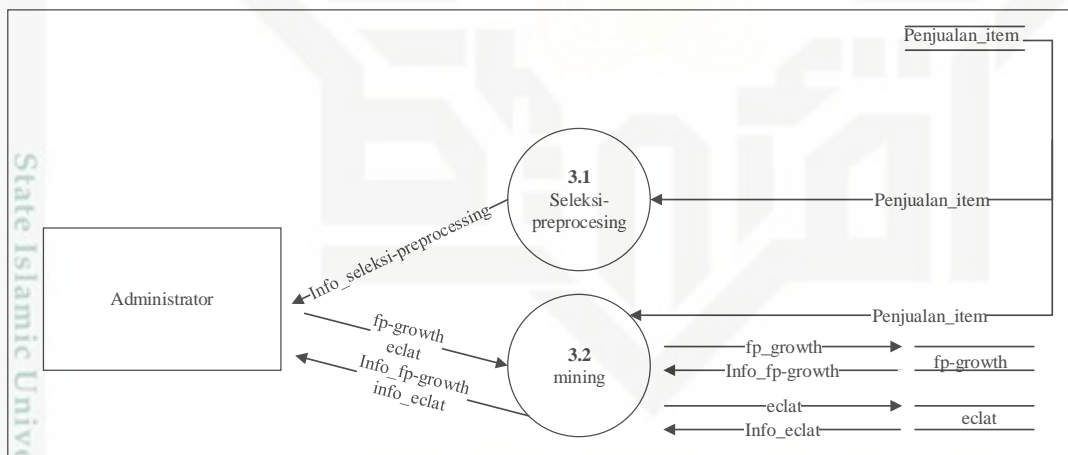 Penjualan_item
3.1
Seleksi-
preprocesing
Penjualan_item
Info_seleksi-preprocessing
Administrator
Penjualan_item
fp-growth
eclat
3.2
mining
fp_growth
fp-growth
Info_fp-growth
Info_fp-growth
info_eclat
eclat
eclat
Info_eclat
State Islamic Unive